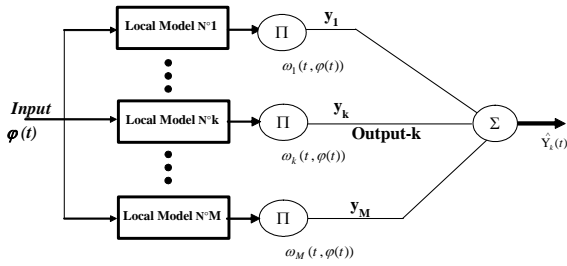 Local Model N°1
Π
y1
ω1(t,φ(t))
Input
φ(t)
Local Model N°k
Π
yk
Output-k
Σ
Ŷk(t)
ωk(t,φ(t))
Local Model N°M
Π
yM
ωM(t,φ(t))